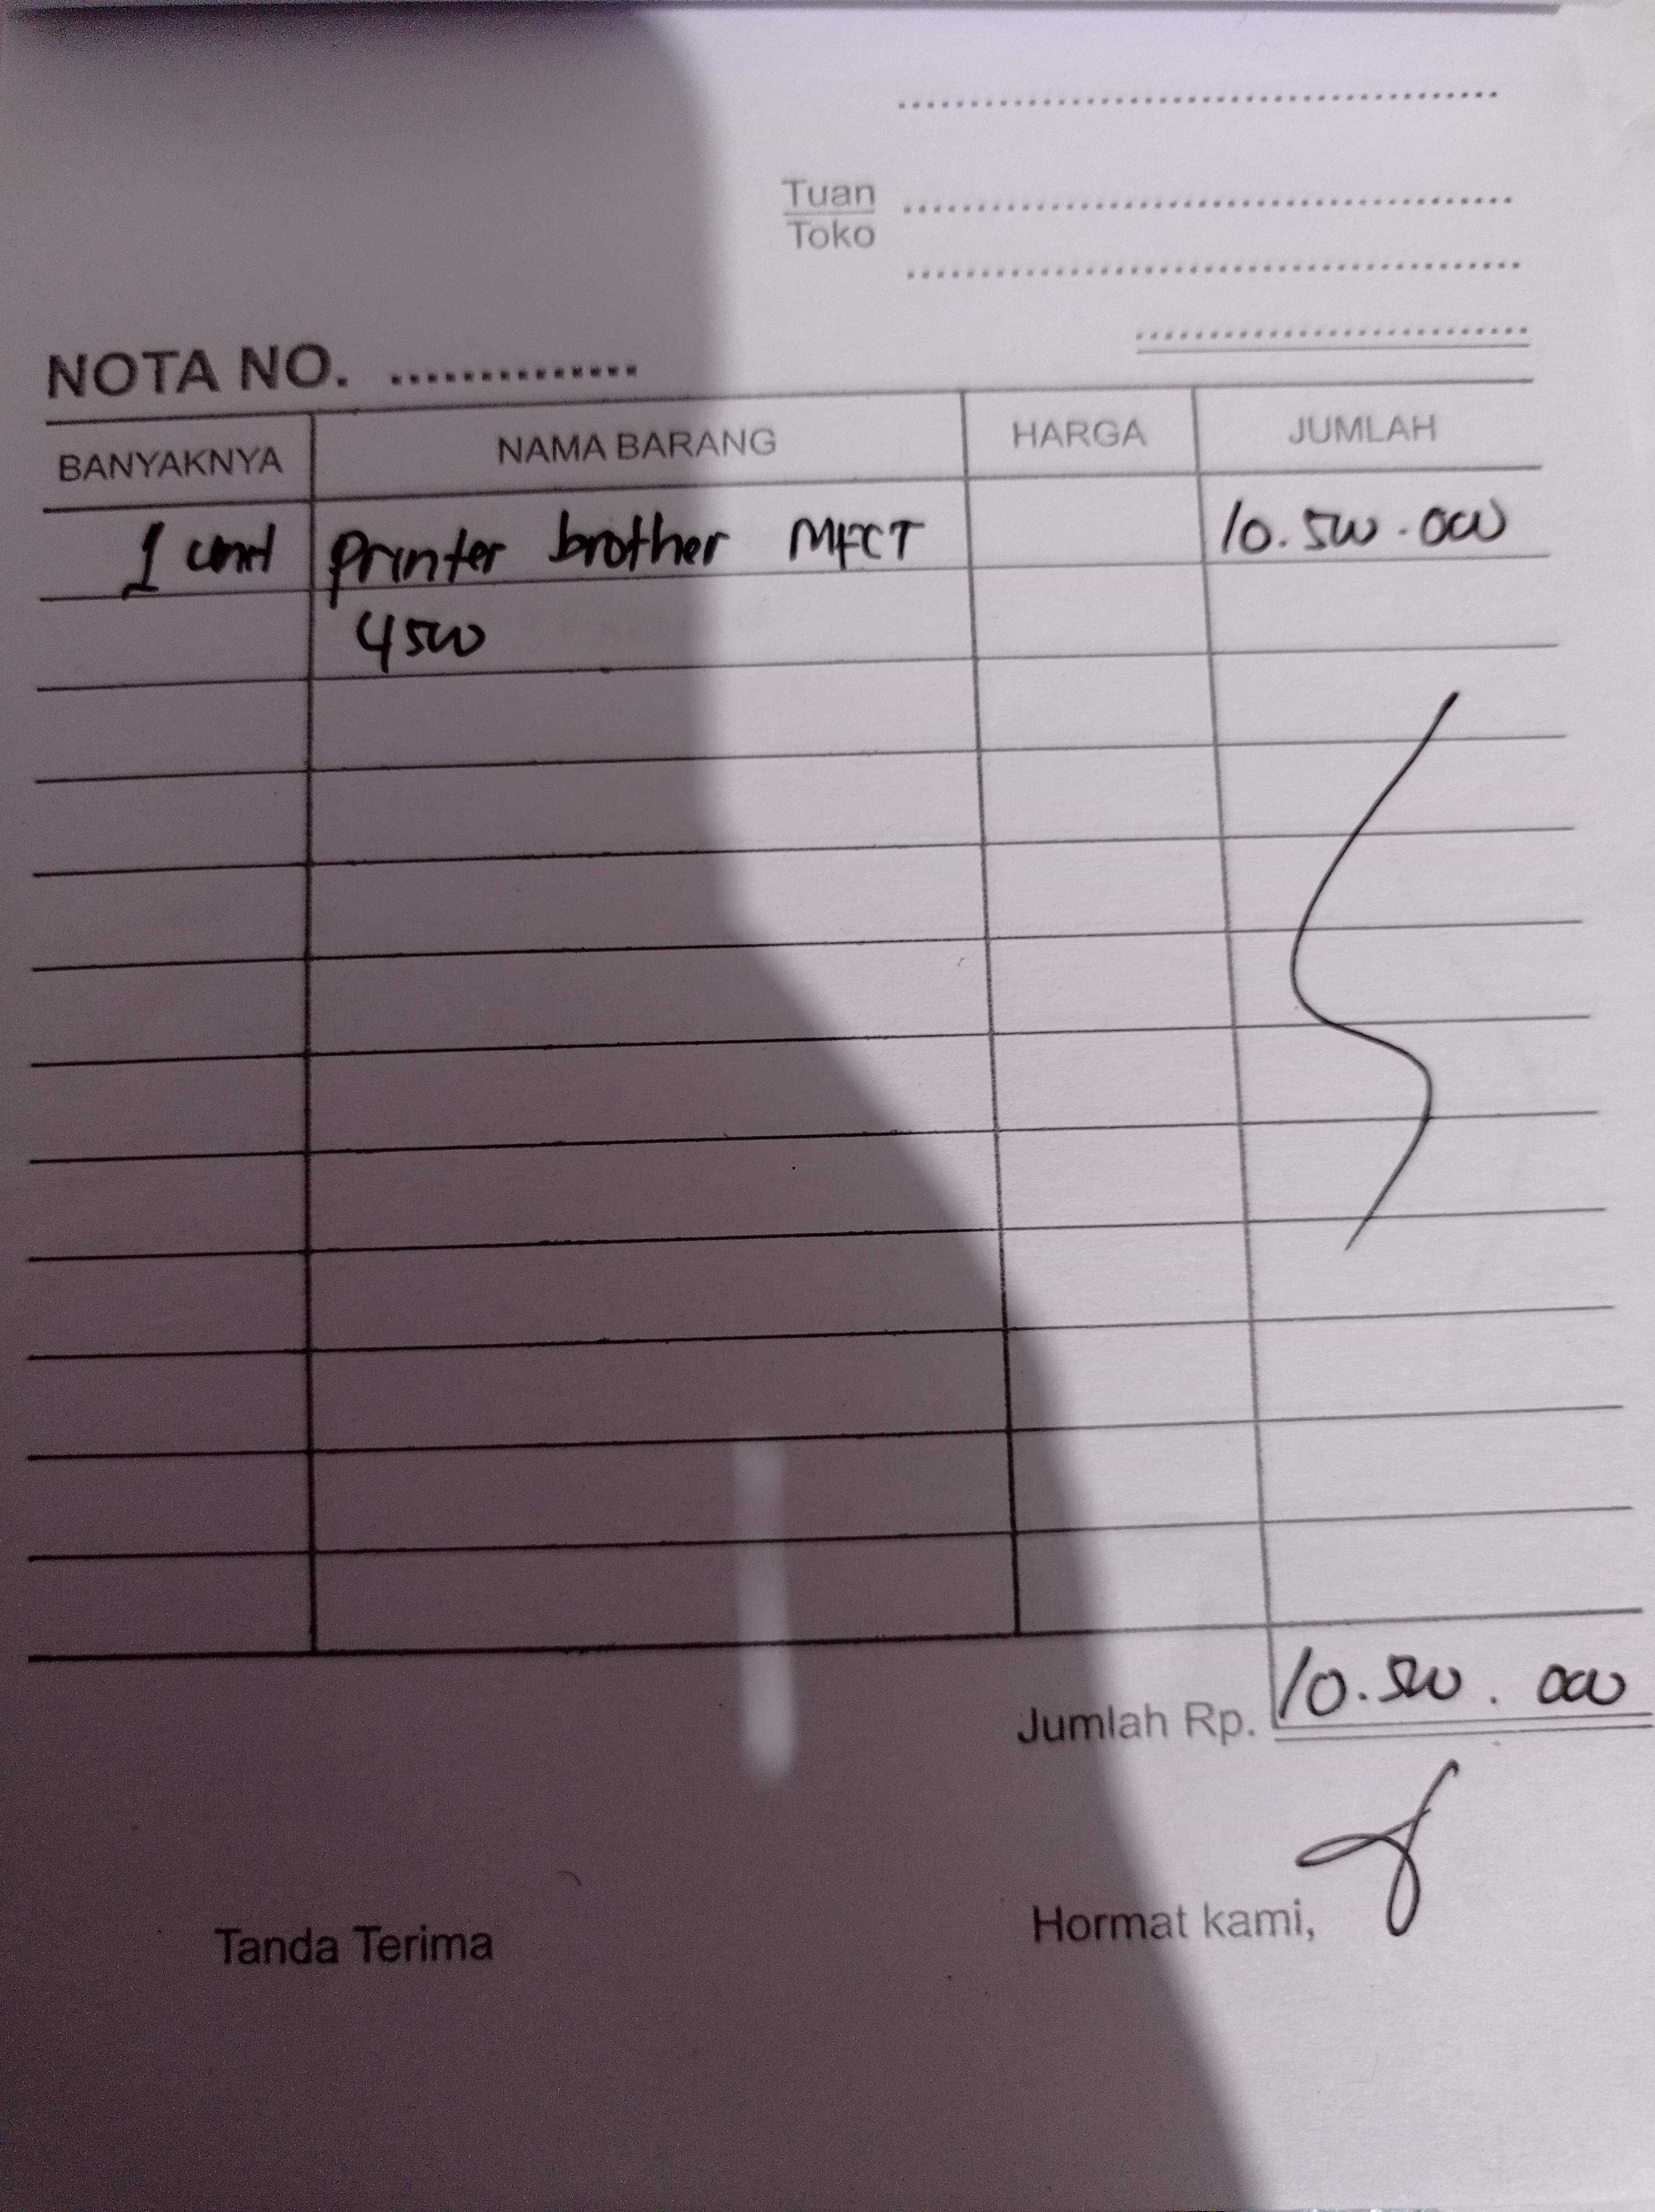 Tuan
Toko
NOTA NO. ..............
BANYAKNYA NAMA BARANG HARGA JUMLAH
1 unit printer brother MFCT 10.500.000
4500
Jumlah Rp. 10.500.000
Tanda Terima Hormat kami,